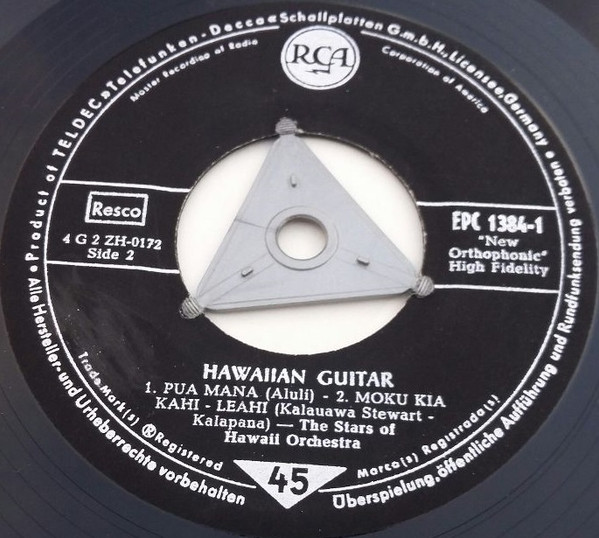 • Product of TELDEC »Telefunken - Decca« Schallplatten G.m.b.H., Licensee, Germany •
RCA
Master Recording of Radio
Corporation of America
Resco
4 G 2 ZH-0172
Side 2
EPC 1384-1
"New
Orthophonic"
High Fidelity
HAWAIIAN GUITAR
1. PUA MANA (Aluli) - 2. MOKU KIA
KAHI - LEAHI (Kalauawa Stewart -
Kalapana) — The Stars of
Hawaii Orchestra
Trade Mark(s) ® Registered
Marca(s) Registrada(s)
45
Alle Hersteller- und Urheberrechte vorbehalten
Überspielung, öffentliche Aufführung und Rundfunksendung verboten •